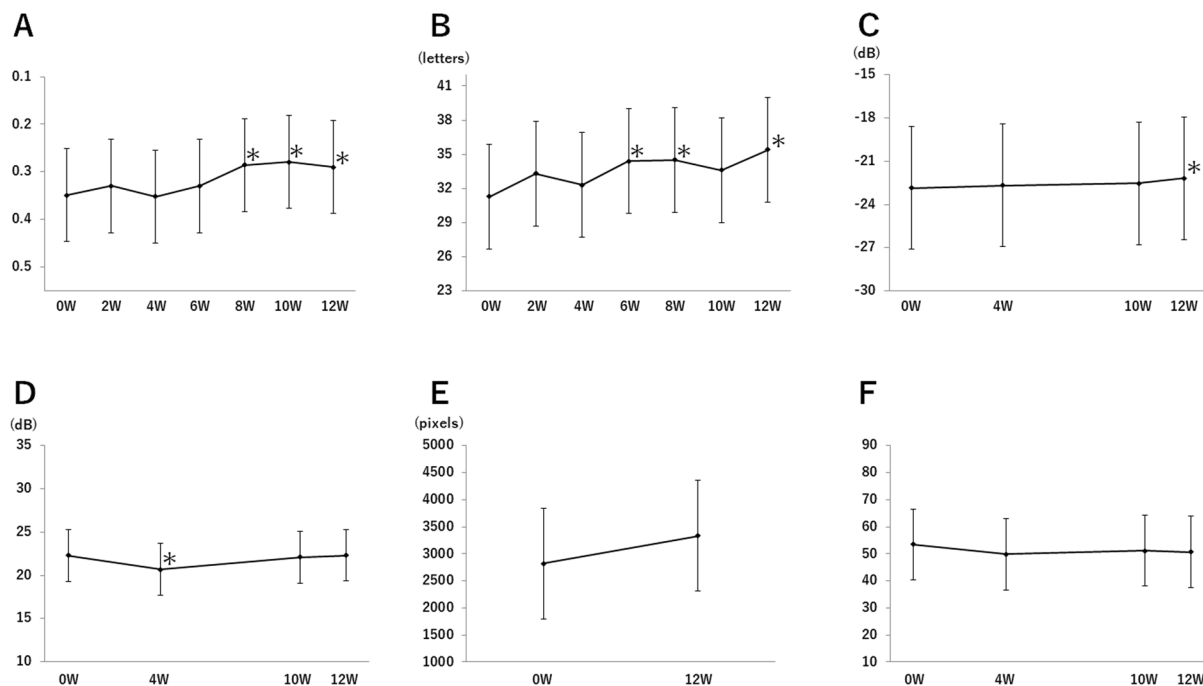 A
0.1
0.2
0.3
0.4
0.5
* * *
0W 2W 4W 6W 8W 10W 12W
B
(letters)
41
38
35
32
29
26
23
* * *
0W 2W 4W 6W 8W 10W 12W
C
(dB)
-15
-18
-21
-24
-27
-30
*
0W 4W 10W 12W
D
(dB)
35
30
25
20
15
10
*
0W 4W 10W 12W
E
(pixels)
5000
4500
4000
3500
3000
2500
2000
1500
1000
0W 12W
F
90
80
70
60
50
40
30
20
10
0W 4W 10W 12W